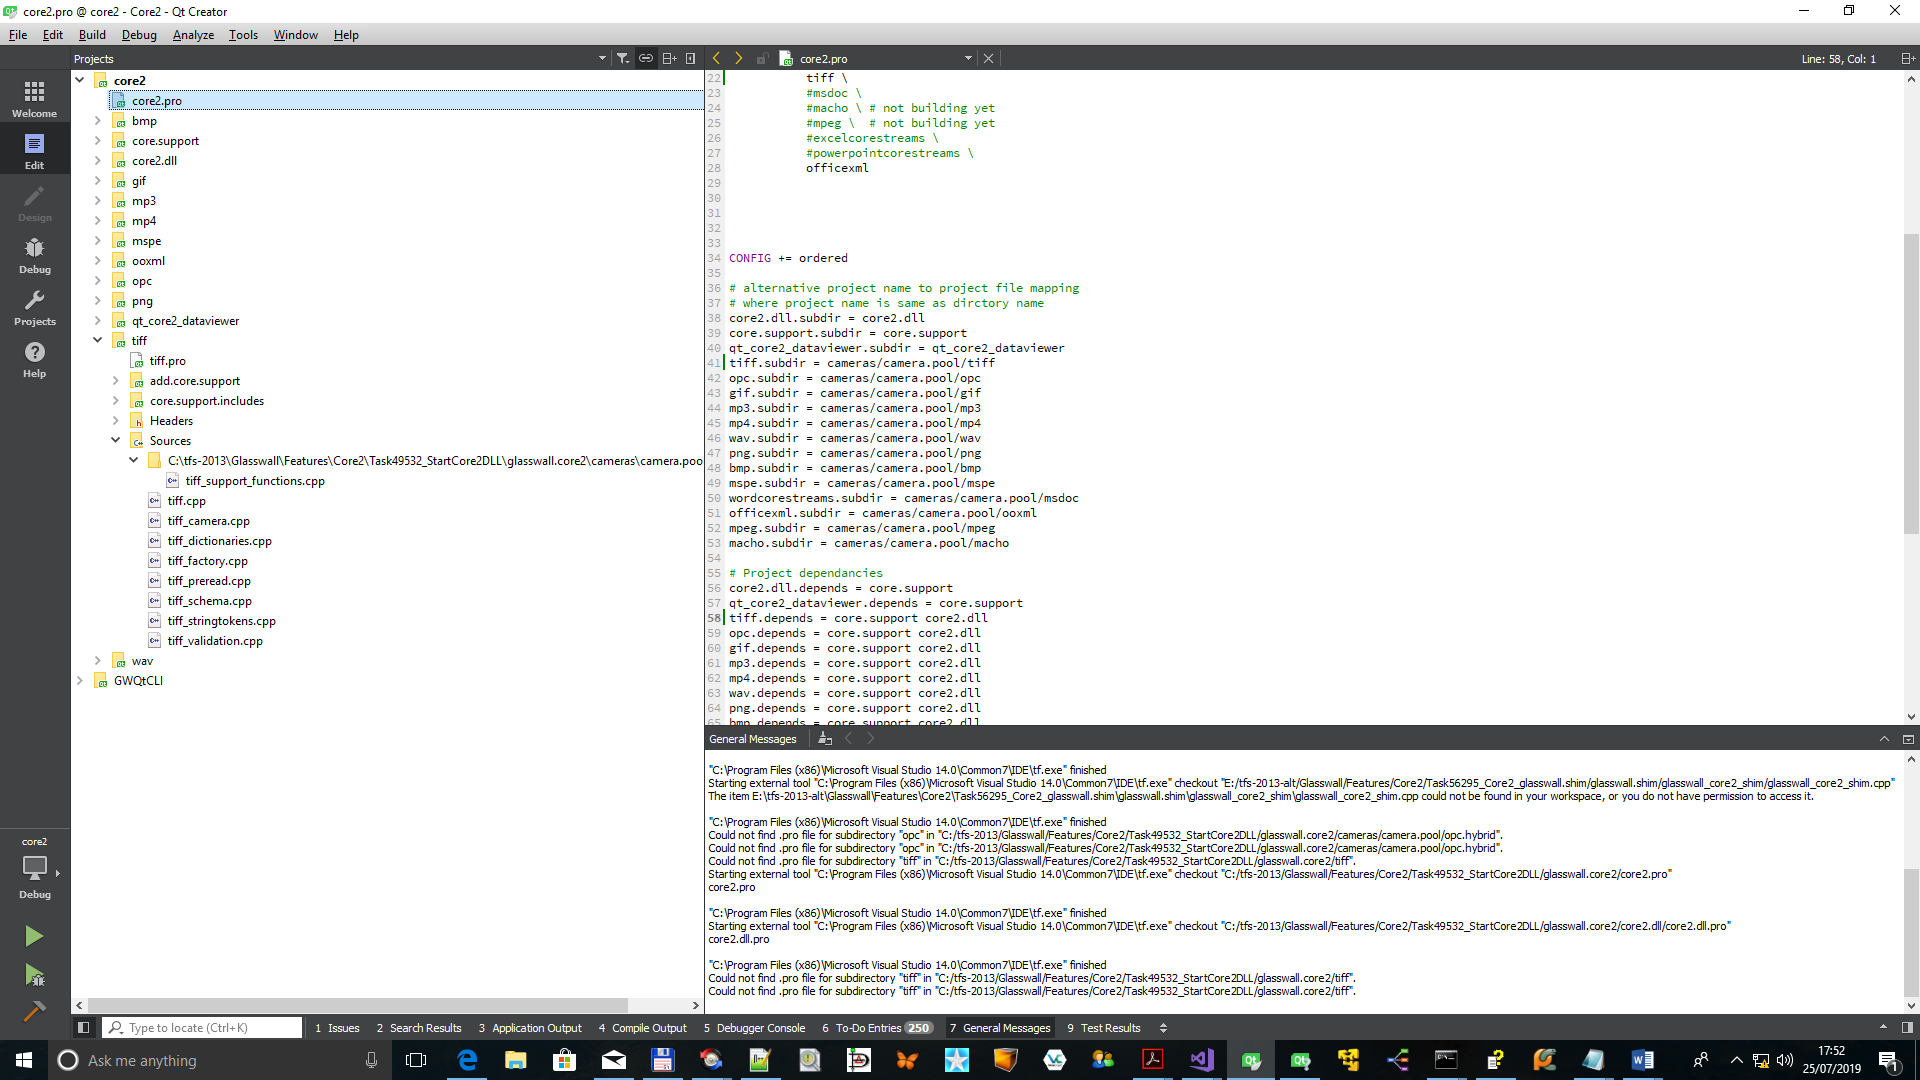 core2.pro @ core2 - Core2 - Qt Creator
File Edit Build Debug Analyze Tools Window Help
Projects
core2.pro
Line: 58, Col: 1
Welcome
Edit
Design
Debug
Projects
Help
core2
Debug
core2
core2.pro
bmp
core.support
core2.dll
gif
mp3
mp4
mspe
ooxml
opc
png
qt_core2_dataviewer
tiff
tiff.pro
add.core.support
core.support.includes
Headers
Sources
C:\tfs-2013\Glasswall\Features\Core2\Task49532_StartCore2DLL\glasswall.core2\cameras\camera.poo
tiff_support_functions.cpp
tiff.cpp
tiff_camera.cpp
tiff_dictionaries.cpp
tiff_factory.cpp
tiff_preread.cpp
tiff_schema.cpp
tiff_stringtokens.cpp
tiff_validation.cpp
wav
GWQtCLI
22 tiff \
23 #msdoc \
24 #macho \ # not building yet
25 #mpeg \  # not building yet
26 #excelcorestreams \
27 #powerpointcorestreams \
28 officexml
29
30
31
32
33
34 CONFIG += ordered
35
36 # alternative project name to project file mapping
37 # where project name is same as dirctory name
38 core2.dll.subdir = core2.dll
39 core.support.subdir = core.support
40 qt_core2_dataviewer.subdir = qt_core2_dataviewer
41 tiff.subdir = cameras/camera.pool/tiff
42 opc.subdir = cameras/camera.pool/opc
43 gif.subdir = cameras/camera.pool/gif
44 mp3.subdir = cameras/camera.pool/mp3
45 mp4.subdir = cameras/camera.pool/mp4
46 wav.subdir = cameras/camera.pool/wav
47 png.subdir = cameras/camera.pool/png
48 bmp.subdir = cameras/camera.pool/bmp
49 mspe.subdir = cameras/camera.pool/mspe
50 wordcorestreams.subdir = cameras/camera.pool/msdoc
51 officexml.subdir = cameras/camera.pool/ooxml
52 mpeg.subdir = cameras/camera.pool/mpeg
53 macho.subdir = cameras/camera.pool/macho
54
55 # Project dependancies
56 core2.dll.depends = core.support
57 qt_core2_dataviewer.depends = core.support
58 tiff.depends = core.support core2.dll
59 opc.depends = core.support core2.dll
60 gif.depends = core.support core2.dll
61 mp3.depends = core.support core2.dll
62 mp4.depends = core.support core2.dll
63 wav.depends = core.support core2.dll
64 png.depends = core.support core2.dll
65 bmp.depends = core.support core2.dll
General Messages
"C:\Program Files (x86)\Microsoft Visual Studio 14.0\Common7\IDE\tf.exe" finished
Starting external tool "C:\Program Files (x86)\Microsoft Visual Studio 14.0\Common7\IDE\tf.exe" checkout "E:/tfs-2013-alt/Glasswall/Features/Core2/Task56295_Core2_glasswall.shim/glasswall.shim/glasswall_core2_shim/glasswall_core2_shim.cpp"
The item E:\tfs-2013-alt\Glasswall\Features\Core2\Task56295_Core2_glasswall.shim\glasswall.shim\glasswall_core2_shim\glasswall_core2_shim.cpp could not be found in your workspace, or you do not have permission to access it.
"C:\Program Files (x86)\Microsoft Visual Studio 14.0\Common7\IDE\tf.exe" finished
Could not find .pro file for subdirectory "opc" in "C:/tfs-2013/Glasswall/Features/Core2/Task49532_StartCore2DLL/glasswall.core2/cameras/camera.pool/opc.hybrid".
Could not find .pro file for subdirectory "opc" in "C:/tfs-2013/Glasswall/Features/Core2/Task49532_StartCore2DLL/glasswall.core2/cameras/camera.pool/opc.hybrid".
Could not find .pro file for subdirectory "tiff" in "C:/tfs-2013/Glasswall/Features/Core2/Task49532_StartCore2DLL/glasswall.core2/tiff".
Starting external tool "C:\Program Files (x86)\Microsoft Visual Studio 14.0\Common7\IDE\tf.exe" checkout "C:/tfs-2013/Glasswall/Features/Core2/Task49532_StartCore2DLL/glasswall.core2/core2.pro"
core2.pro
"C:\Program Files (x86)\Microsoft Visual Studio 14.0\Common7\IDE\tf.exe" finished
Starting external tool "C:\Program Files (x86)\Microsoft Visual Studio 14.0\Common7\IDE\tf.exe" checkout "C:/tfs-2013/Glasswall/Features/Core2/Task49532_StartCore2DLL/glasswall.core2/core2.dll/core2.dll.pro"
core2.dll.pro
"C:\Program Files (x86)\Microsoft Visual Studio 14.0\Common7\IDE\tf.exe" finished
Could not find .pro file for subdirectory "tiff" in "C:/tfs-2013/Glasswall/Features/Core2/Task49532_StartCore2DLL/glasswall.core2/tiff".
Could not find .pro file for subdirectory "tiff" in "C:/tfs-2013/Glasswall/Features/Core2/Task49532_StartCore2DLL/glasswall.core2/tiff".
Type to locate (Ctrl+K) 1 Issues 2 Search Results 3 Application Output 4 Compile Output 5 Debugger Console 6 To-Do Entries 250 7 General Messages 9 Test Results
Ask me anything
17:52
25/07/2019
1